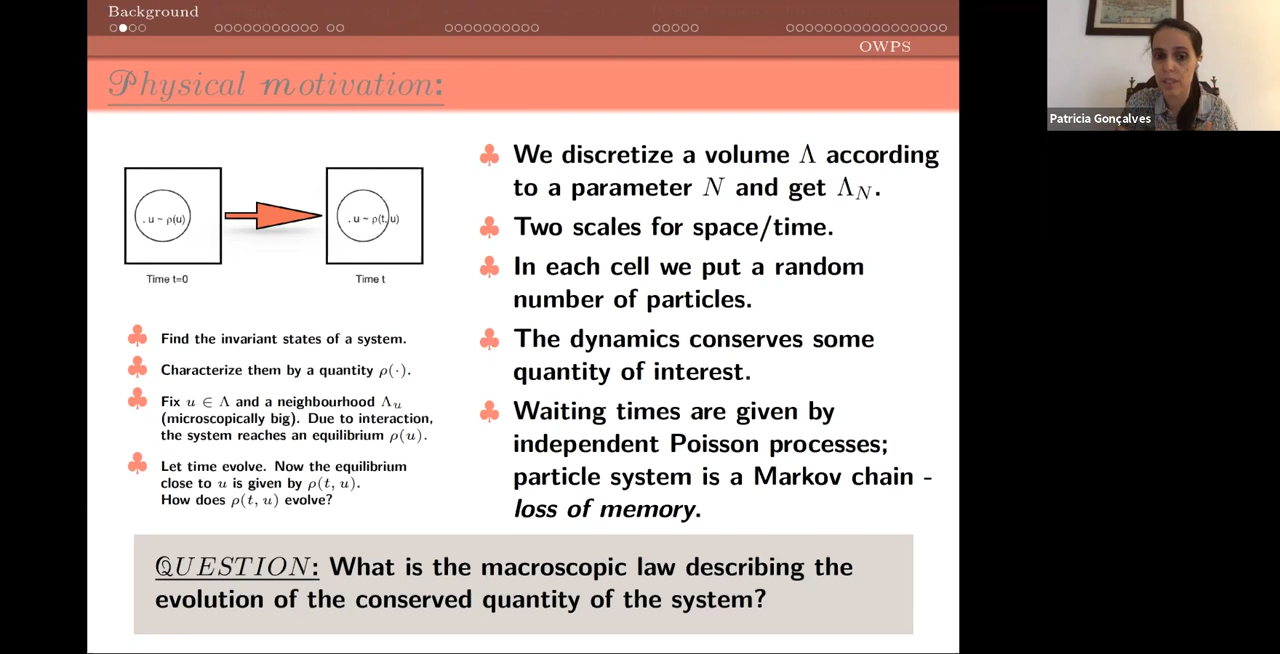 Background
OWPS
Physical motivation:
. u ~ ρ(u)
. u ~ ρ(t, u)
Time t=0
Time t
♣ Find the invariant states of a system.
♣ Characterize them by a quantity ρ(·).
♣ Fix u ∈ Λ and a neighbourhood Λ_u
(microscopically big). Due to interaction,
the system reaches an equilibrium ρ(u).
♣ Let time evolve. Now the equilibrium
close to u is given by ρ(t, u).
How does ρ(t, u) evolve?
♣ We discretize a volume Λ according
to a parameter N and get Λ_N.
♣ Two scales for space/time.
♣ In each cell we put a random
number of particles.
♣ The dynamics conserves some
quantity of interest.
♣ Waiting times are given by
independent Poisson processes;
particle system is a Markov chain -
loss of memory.
QUESTION: What is the macroscopic law describing the
evolution of the conserved quantity of the system?
Patricia Gonçalves